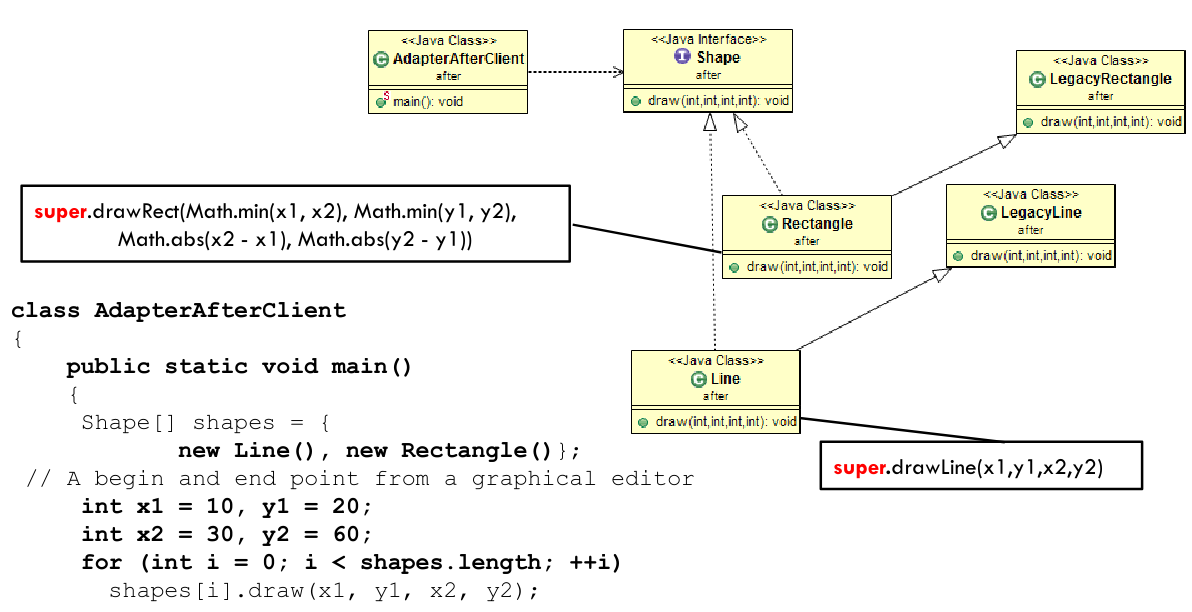 <<Java Class>>
AdapterAfterClient
after
main(): void
<<Java Interface>>
Shape
after
draw(int,int,int,int): void
<<Java Class>>
LegacyRectangle
after
draw(int,int,int,int): void
super.drawRect(Math.min(x1, x2), Math.min(y1, y2),
Math.abs(x2 - x1), Math.abs(y2 - y1))
<<Java Class>>
Rectangle
after
draw(int,int,int,int): void
<<Java Class>>
LegacyLine
after
draw(int,int,int,int): void
<<Java Class>>
Line
after
draw(int,int,int,int): void
super.drawLine(x1,y1,x2,y2)
class AdapterAfterClient
{
public static void main()
{
Shape[] shapes = {
new Line(), new Rectangle()};
// A begin and end point from a graphical editor
int x1 = 10, y1 = 20;
int x2 = 30, y2 = 60;
for (int i = 0; i < shapes.length; ++i)
shapes[i].draw(x1, y1, x2, y2);